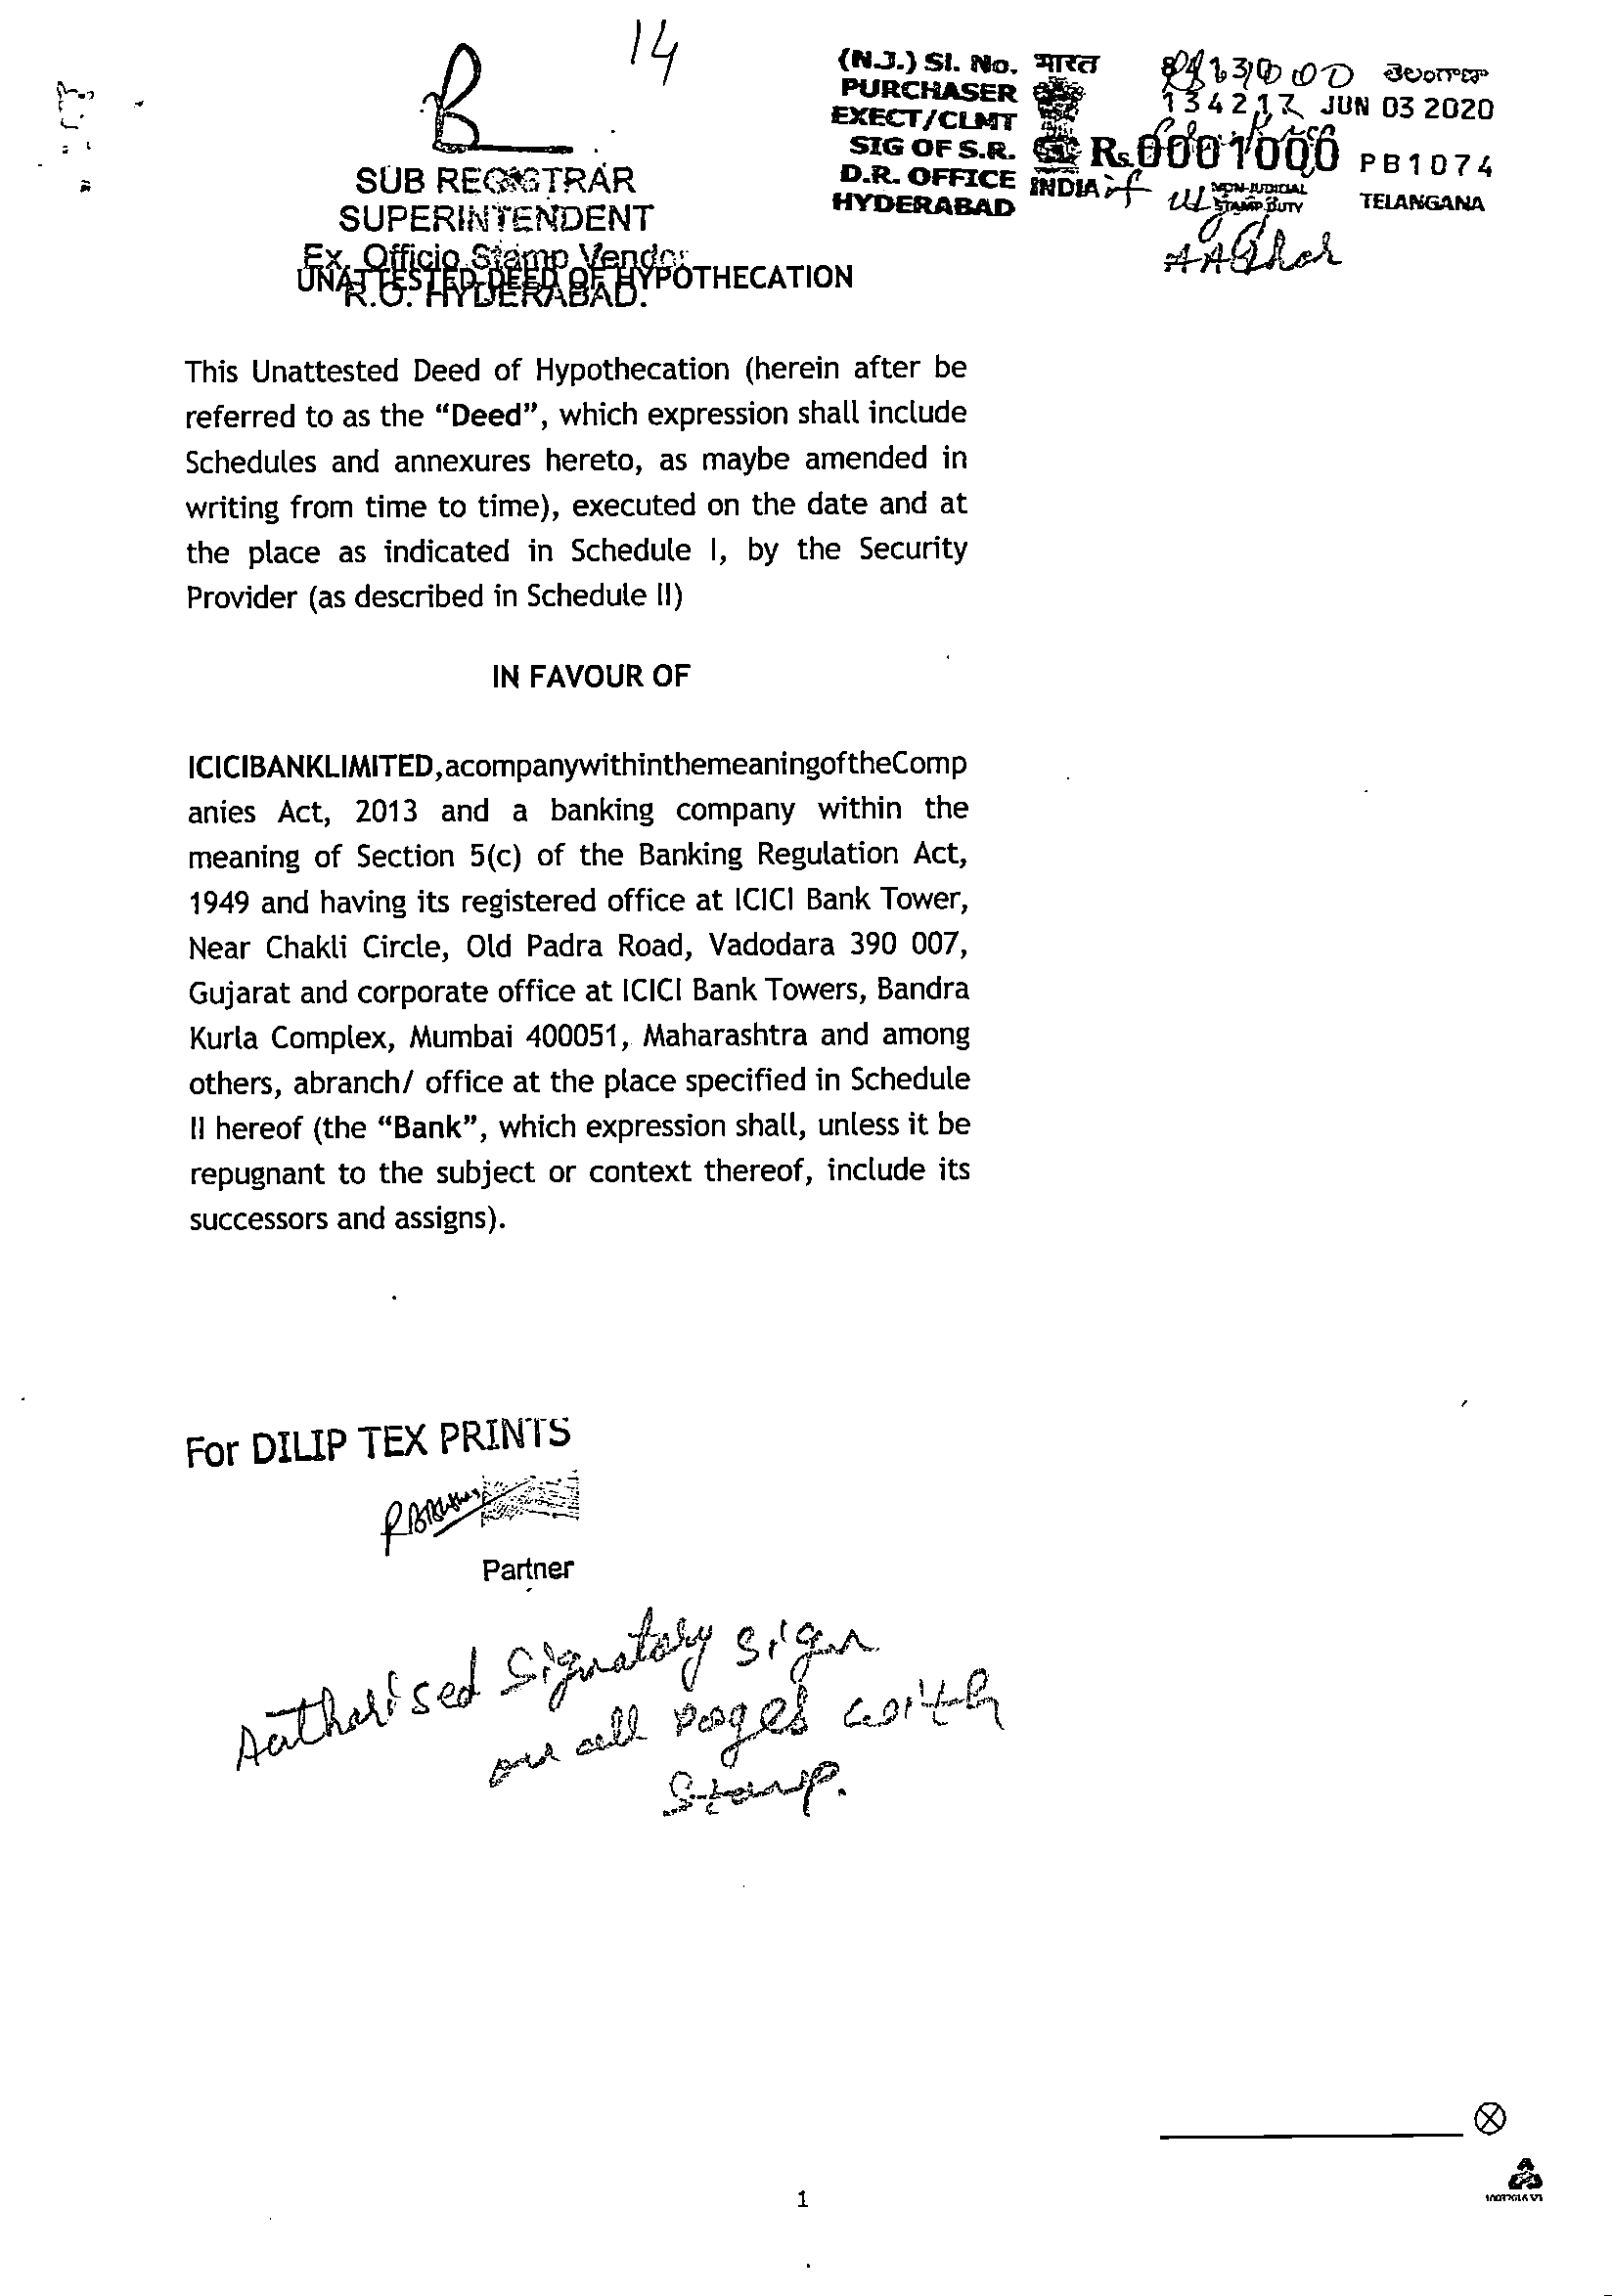 14
(N.J.) Sl. No. भारत తెలంగాణ
PURCHASER 134217 JUN 03 2020
EXECT/CLMT
SIG OF S.R. Rs. 0001000 PB1074
D.R. OFFICE INDIA NON-JUDICIAL STAMP DUTY TELANGANA
HYDERABAD
SUB REGISTRAR
SUPERINTENDENT
Ex. Officio Stamp Vendor
R.O. HYDERABAD.
UNATTESTED DEED OF HYPOTHECATION
This Unattested Deed of Hypothecation (herein after be
referred to as the “Deed”, which expression shall include
Schedules and annexures hereto, as maybe amended in
writing from time to time), executed on the date and at
the place as indicated in Schedule I, by the Security
Provider (as described in Schedule II)
IN FAVOUR OF
ICICIBANKLIMITED,acompanywithinthemeaningoftheComp
anies Act, 2013 and a banking company within the
meaning of Section 5(c) of the Banking Regulation Act,
1949 and having its registered office at ICICI Bank Tower,
Near Chakli Circle, Old Padra Road, Vadodara 390 007,
Gujarat and corporate office at ICICI Bank Towers, Bandra
Kurla Complex, Mumbai 400051, Maharashtra and among
others, abranch/ office at the place specified in Schedule
II hereof (the “Bank”, which expression shall, unless it be
repugnant to the subject or context thereof, include its
successors and assigns).
For DILIP TEX PRINTS
Partner
Authorised Signatory sign
on all pages with
Stamp.
1